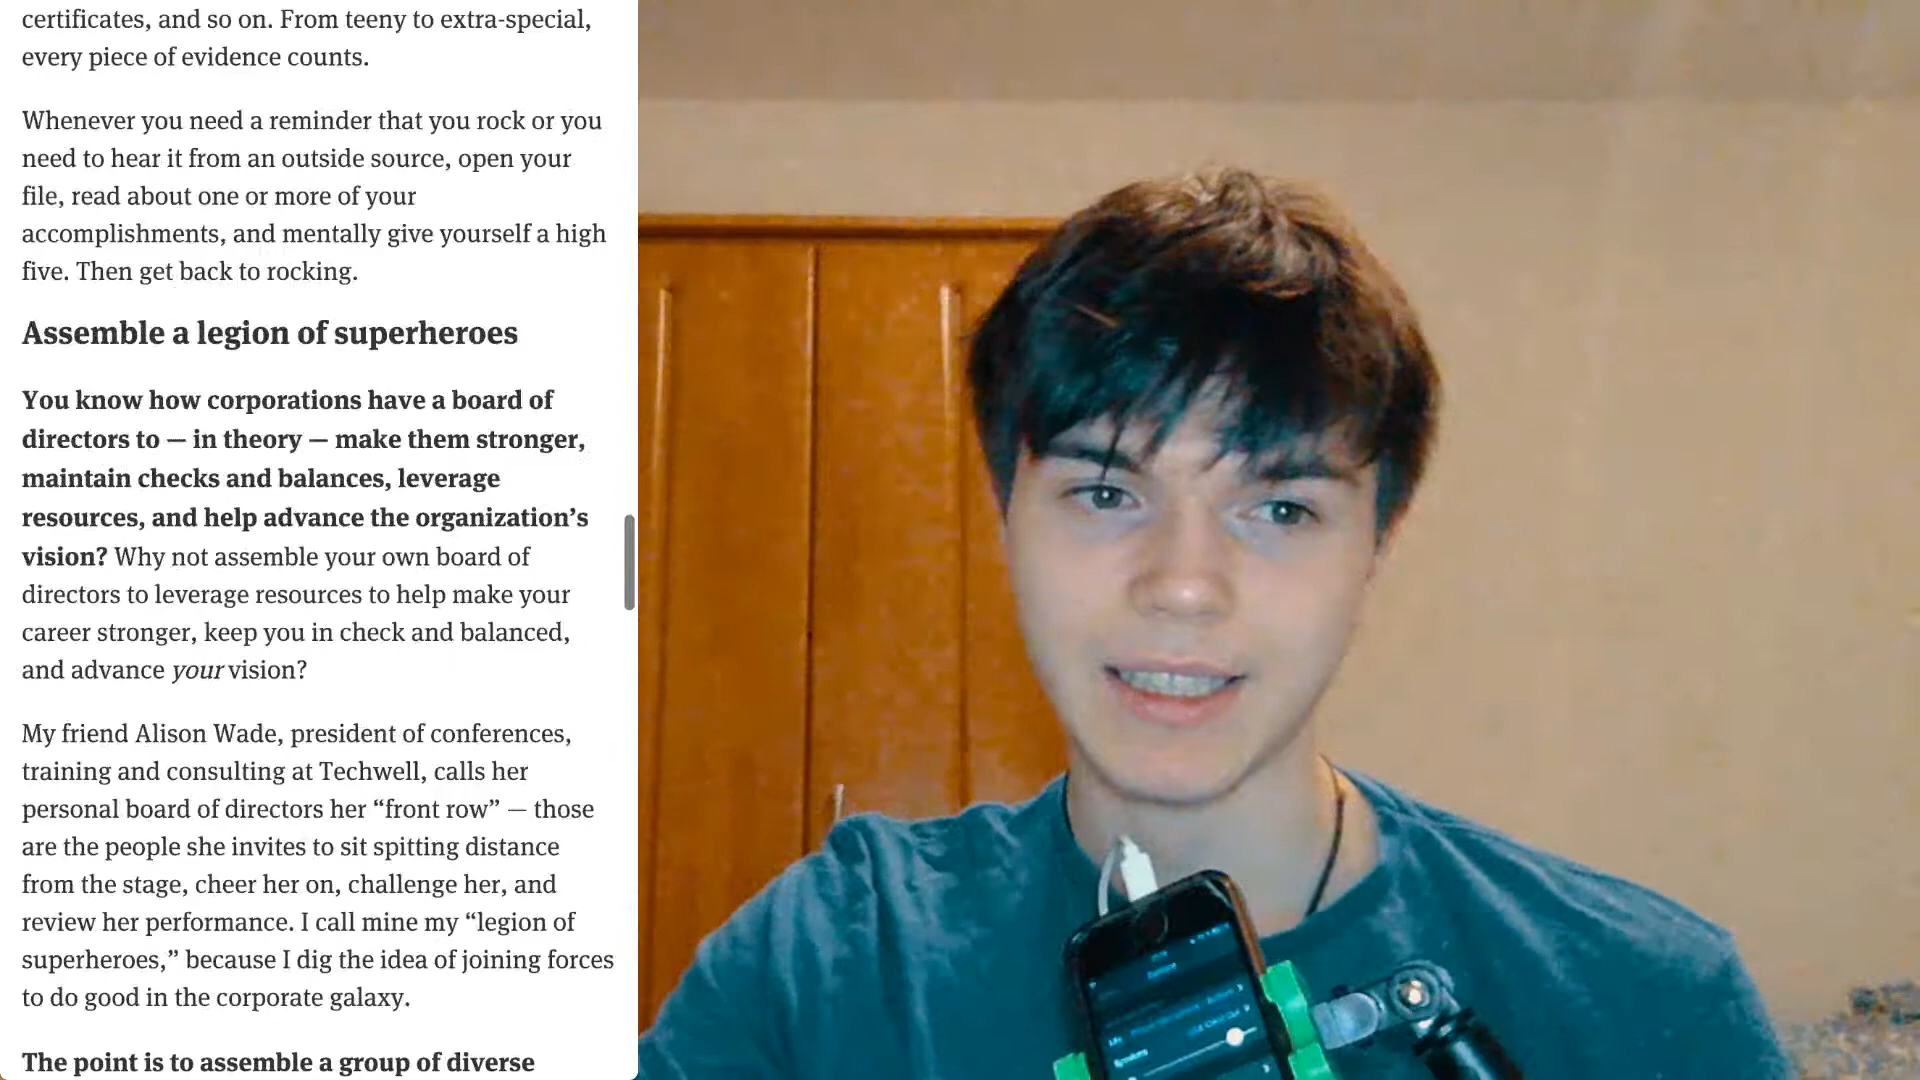 certificates, and so on. From teeny to extra-special,
every piece of evidence counts.
Whenever you need a reminder that you rock or you
need to hear it from an outside source, open your
file, read about one or more of your
accomplishments, and mentally give yourself a high
five. Then get back to rocking.
Assemble a legion of superheroes
You know how corporations have a board of
directors to — in theory — make them stronger,
maintain checks and balances, leverage
resources, and help advance the organization’s
vision? Why not assemble your own board of
directors to leverage resources to help make your
career stronger, keep you in check and balanced,
and advance your vision?
My friend Alison Wade, president of conferences,
training and consulting at Techwell, calls her
personal board of directors her “front row” — those
are the people she invites to sit spitting distance
from the stage, cheer her on, challenge her, and
review her performance. I call mine my “legion of
superheroes,” because I dig the idea of joining forces
to do good in the corporate galaxy.
The point is to assemble a group of diverse